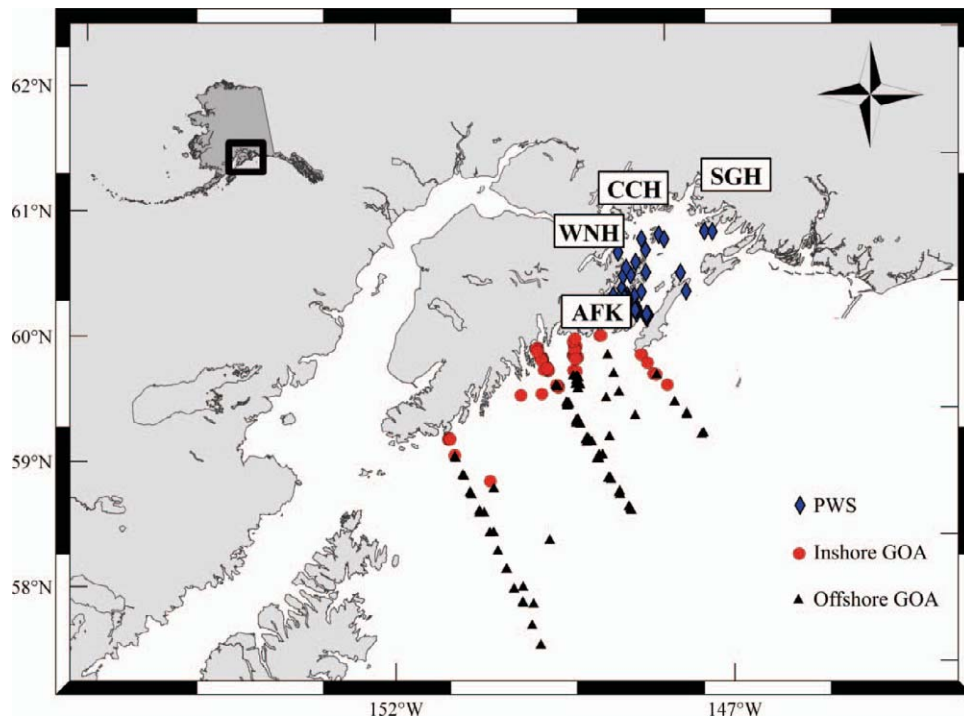 62°N
61°N
60°N
59°N
58°N
SGH
CCH
WNH
AFK
PWS
Inshore GOA
Offshore GOA
152°W
147°W